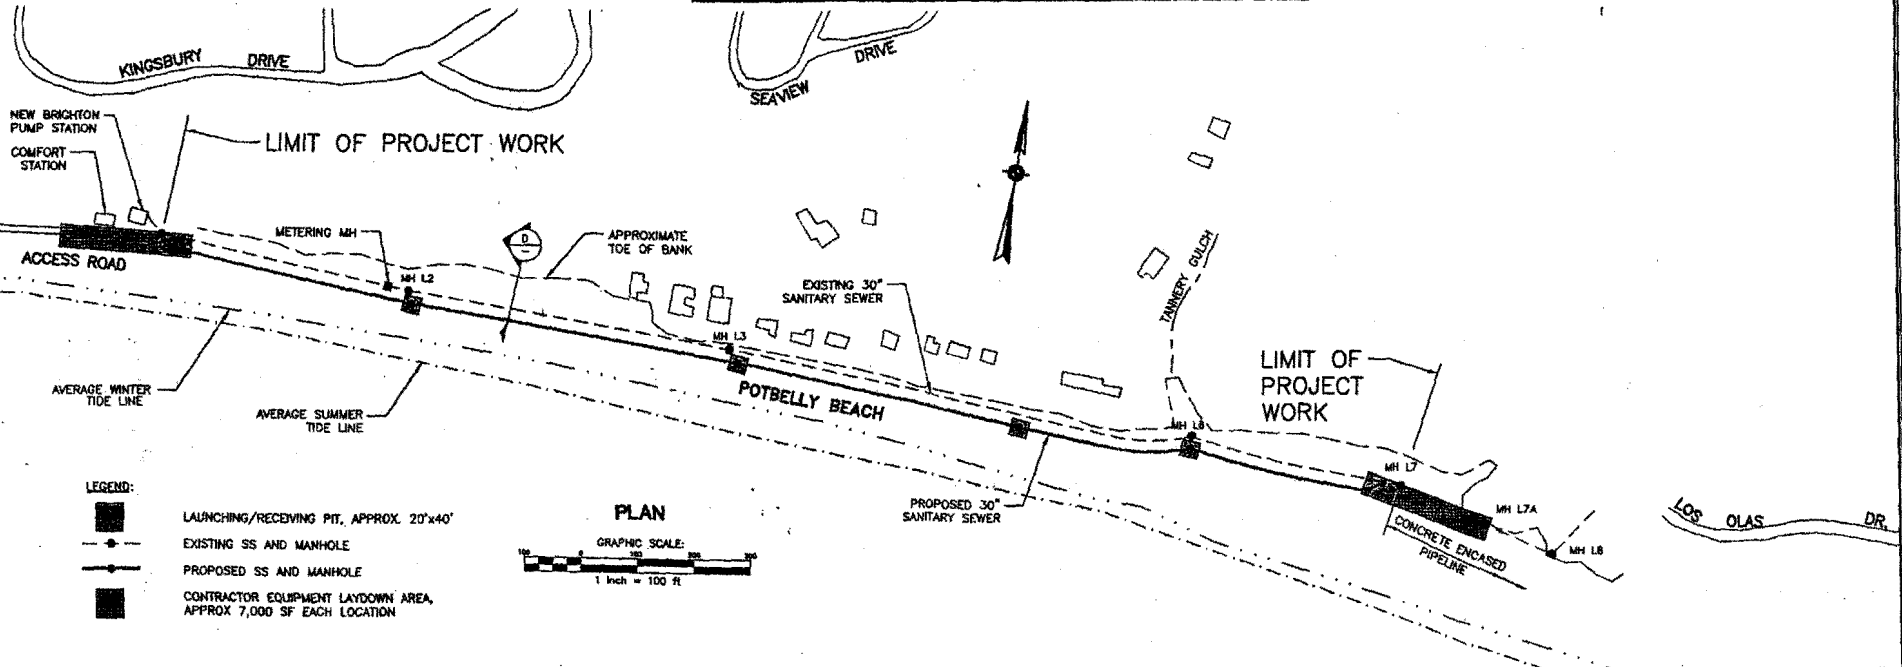 KINGSBURY DRIVE
SEAVIEW DRIVE
NEW BRIGHTON
PUMP STATION
COMFORT
STATION
LIMIT OF PROJECT WORK
METERING MH
MH L2
D
APPROXIMATE
TOE OF BANK
ACCESS ROAD
EXISTING 30"
SANITARY SEWER
TANNERY GULCH
MH L3
POTBELLY BEACH
AVERAGE WINTER
TIDE LINE
AVERAGE SUMMER
TIDE LINE
LIMIT OF
PROJECT
WORK
MH L6
MH L7
MH L7A
MH L8
CONCRETE ENCASED
PIPELINE
LOS OLAS DR.
PROPOSED 30"
SANITARY SEWER
LEGEND:
LAUNCHING/RECEIVING PIT, APPROX. 20'x40'
EXISTING SS AND MANHOLE
PROPOSED SS AND MANHOLE
CONTRACTOR EQUIPMENT LAYDOWN AREA,
APPROX 7,000 SF EACH LOCATION
PLAN
GRAPHIC SCALE:
100 0 100 200 300
1 inch = 100 ft